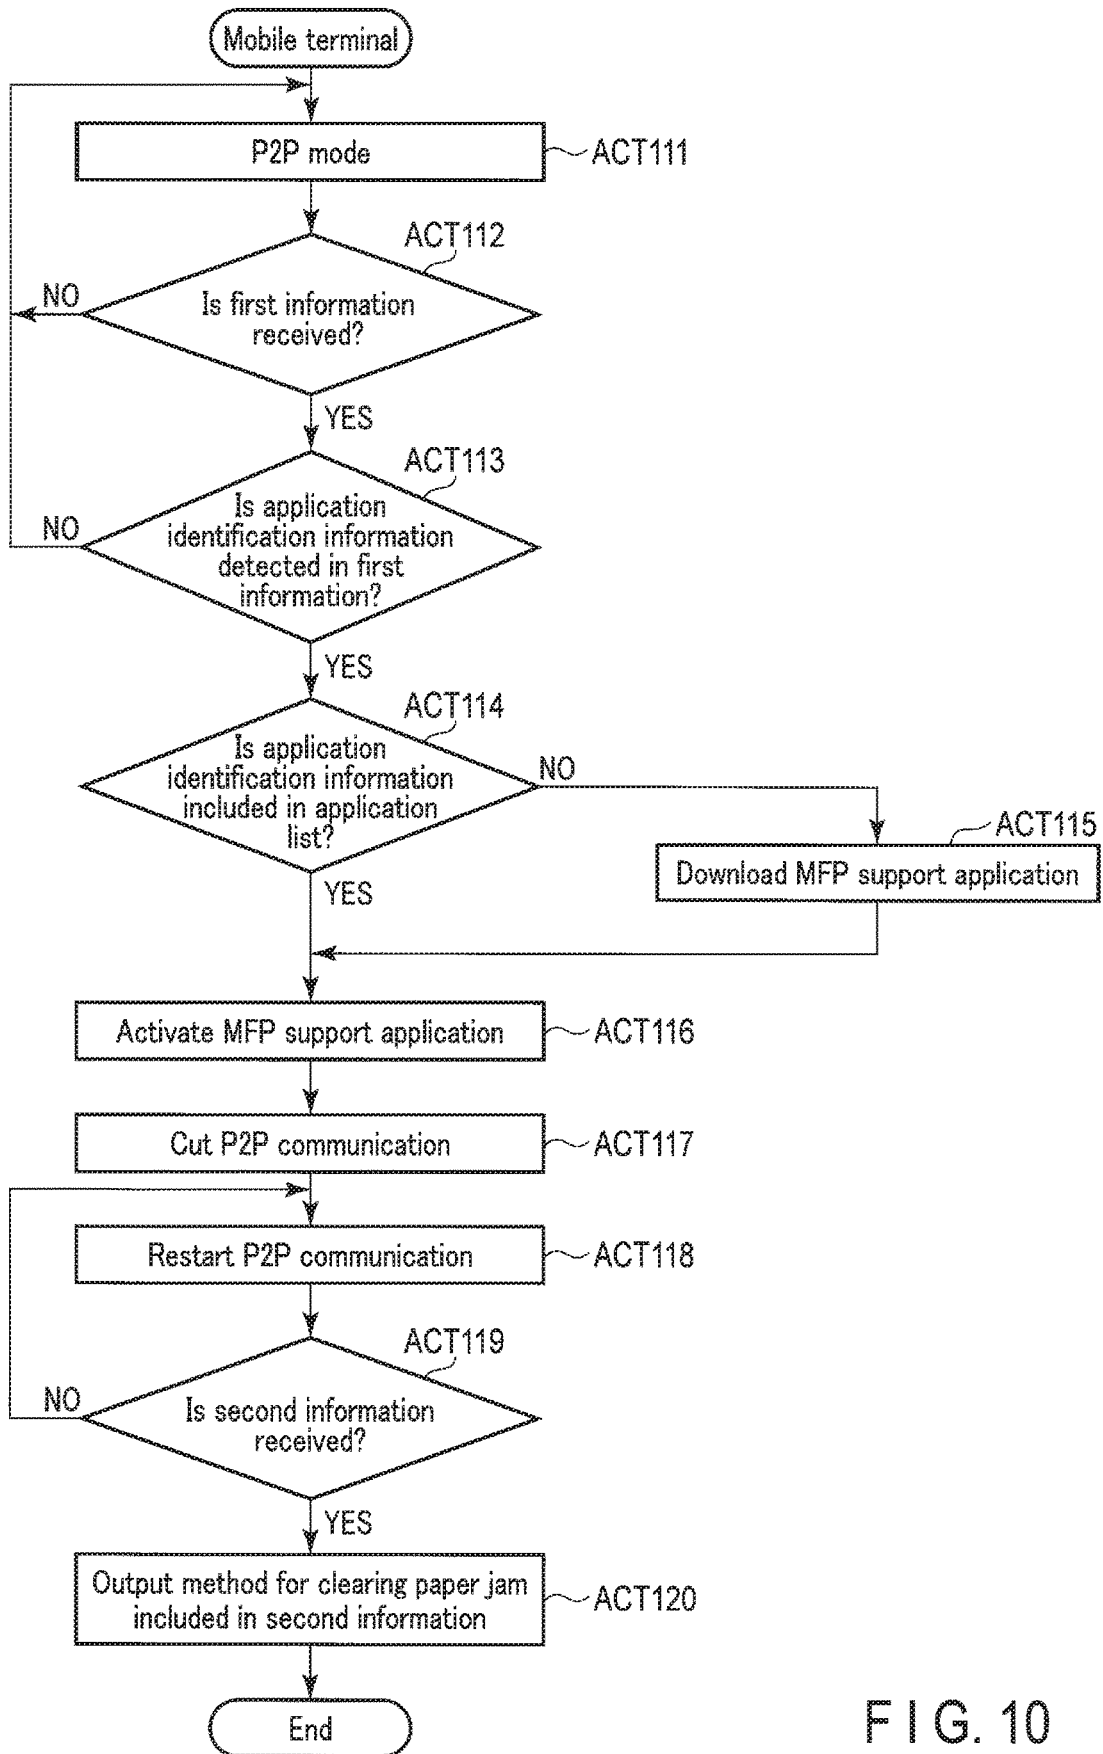 Mobile terminal
P2P mode
ACT111
ACT112
NO
Is first information
received?
YES
ACT113
NO
Is application
identification information
detected in first
information?
YES
ACT114
Is application
identification information
included in application
list?
NO
ACT115
Download MFP support application
YES
Activate MFP support application
ACT116
Cut P2P communication
ACT117
Restart P2P communication
ACT118
ACT119
NO
Is second information
received?
YES
Output method for clearing paper jam
included in second information
ACT120
End
FIG. 10